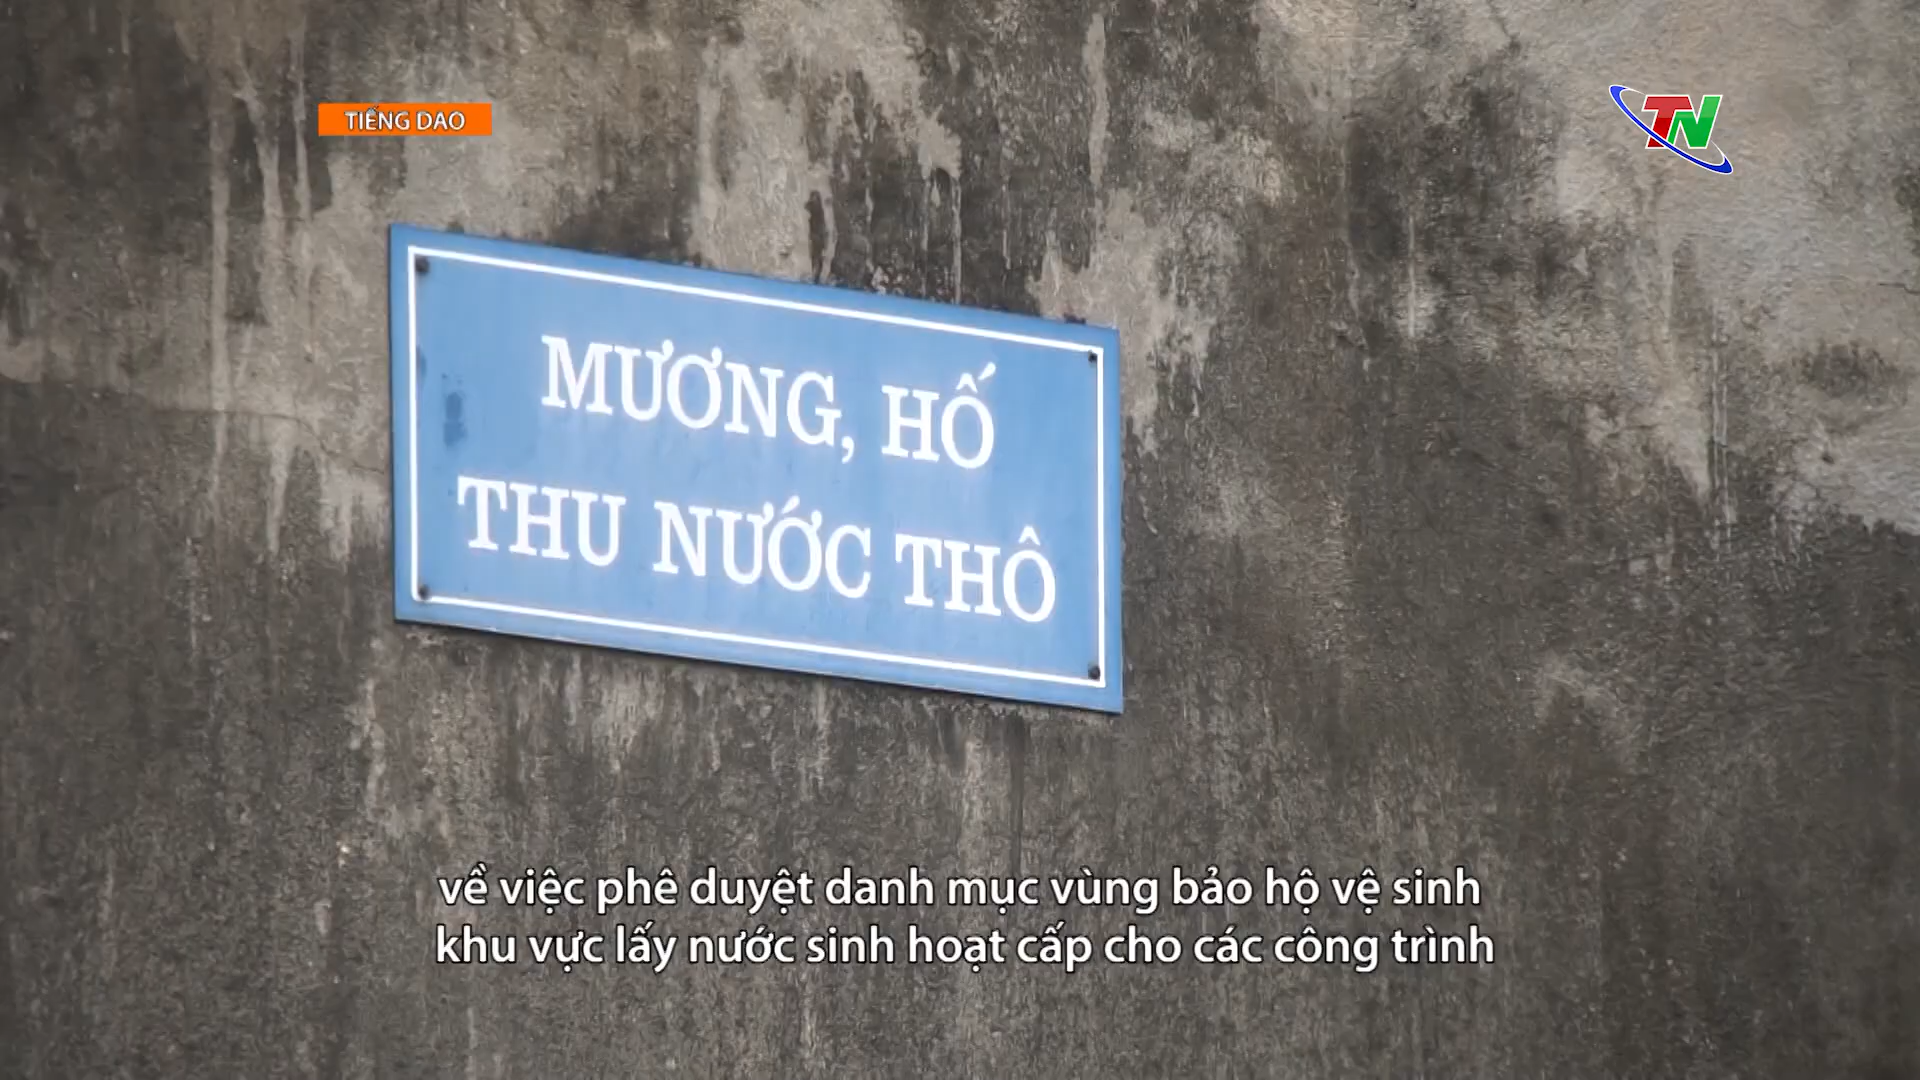 TIẾNG DAO
TN
MƯƠNG, HỐ
THU NƯỚC THÔ
về việc phê duyệt danh mục vùng bảo hộ vệ sinh
khu vực lấy nước sinh hoạt cấp cho các công trình